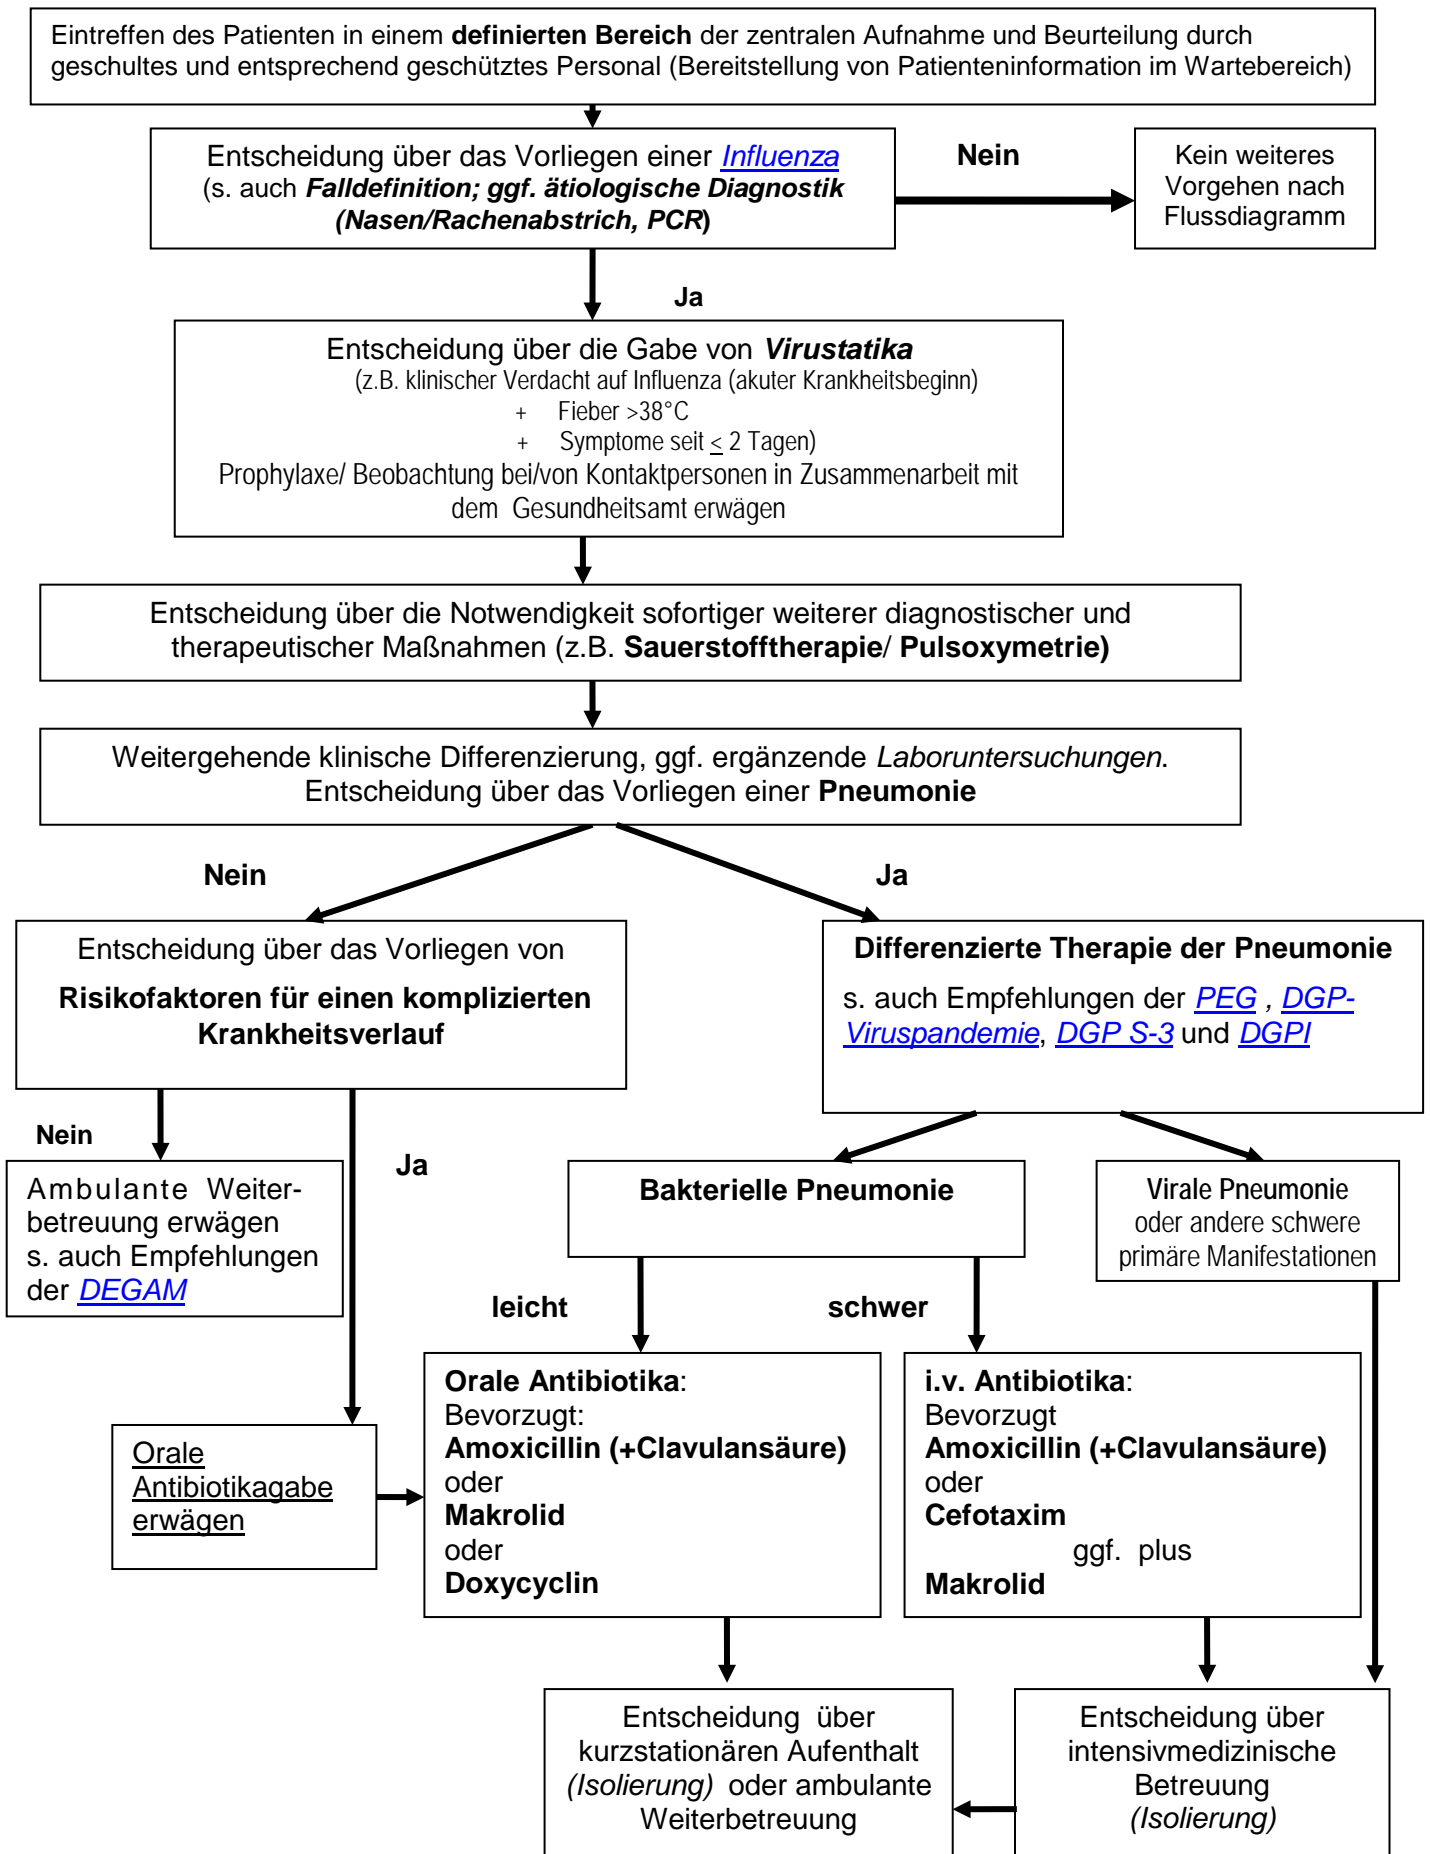 Eintreffen des Patienten in einem definierten Bereich der zentralen Aufnahme und Beurteilung durch
geschultes und entsprechend geschütztes Personal (Bereitstellung von Patienteninformation im Wartebereich)
Entscheidung über das Vorliegen einer Influenza
(s. auch Falldefinition; ggf. ätiologische Diagnostik
(Nasen/Rachenabstrich, PCR)
Nein
Kein weiteres
Vorgehen nach
Flussdiagramm
Ja
Entscheidung über die Gabe von Virustatika
(z.B. klinischer Verdacht auf Influenza (akuter Krankheitsbeginn)
+ Fieber >38°C
+ Symptome seit ≤ 2 Tagen)
Prophylaxe/ Beobachtung bei/von Kontaktpersonen in Zusammenarbeit mit
dem Gesundheitsamt erwägen
Entscheidung über die Notwendigkeit sofortiger weiterer diagnostischer und
therapeutischer Maßnahmen (z.B. Sauerstofftherapie/ Pulsoxymetrie)
Weitergehende klinische Differenzierung, ggf. ergänzende Laboruntersuchungen.
Entscheidung über das Vorliegen einer Pneumonie
Nein
Ja
Entscheidung über das Vorliegen von
Risikofaktoren für einen komplizierten
Krankheitsverlauf
Differenzierte Therapie der Pneumonie
s. auch Empfehlungen der PEG , DGP-
Viruspandemie, DGP S-3 und DGPI
Nein
Ja
Ambulante Weiter-
betreuung erwägen
s. auch Empfehlungen
der DEGAM
Bakterielle Pneumonie
Virale Pneumonie
oder andere schwere
primäre Manifestationen
leicht
schwer
Orale
Antibiotikagabe
erwägen
Orale Antibiotika:
Bevorzugt:
Amoxicillin (+Clavulansäure)
oder
Makrolid
oder
Doxycyclin
i.v. Antibiotika:
Bevorzugt
Amoxicillin (+Clavulansäure)
oder
Cefotaxim
ggf. plus
Makrolid
Entscheidung über
kurzstationären Aufenthalt
(Isolierung) oder ambulante
Weiterbetreuung
Entscheidung über
intensivmedizinische
Betreuung
(Isolierung)